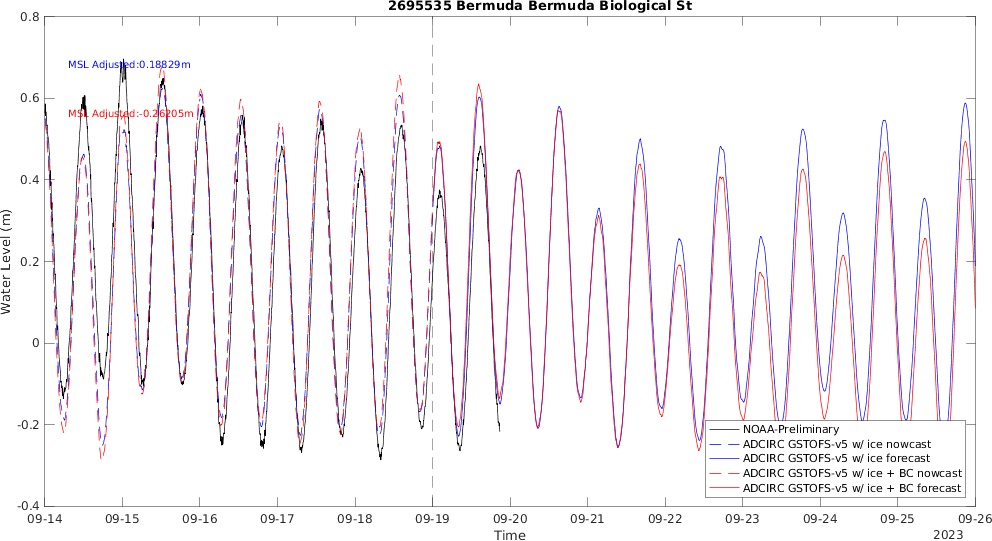 2695535 Bermuda Bermuda Biological St
0.8
0.6
0.4
0.2
0
-0.2
-0.4
Water Level (m)
MSL Adjusted:0.18829m
MSL Adjusted:-0.26205m
NOAA-Preliminary
ADCIRC GSTOFS-v5 w/ ice nowcast
ADCIRC GSTOFS-v5 w/ ice forecast
ADCIRC GSTOFS-v5 w/ ice + BC nowcast
ADCIRC GSTOFS-v5 w/ ice + BC forecast
09-14 09-15 09-16 09-17 09-18 09-19 09-20 09-21 09-22 09-23 09-24 09-25 09-26
Time
2023